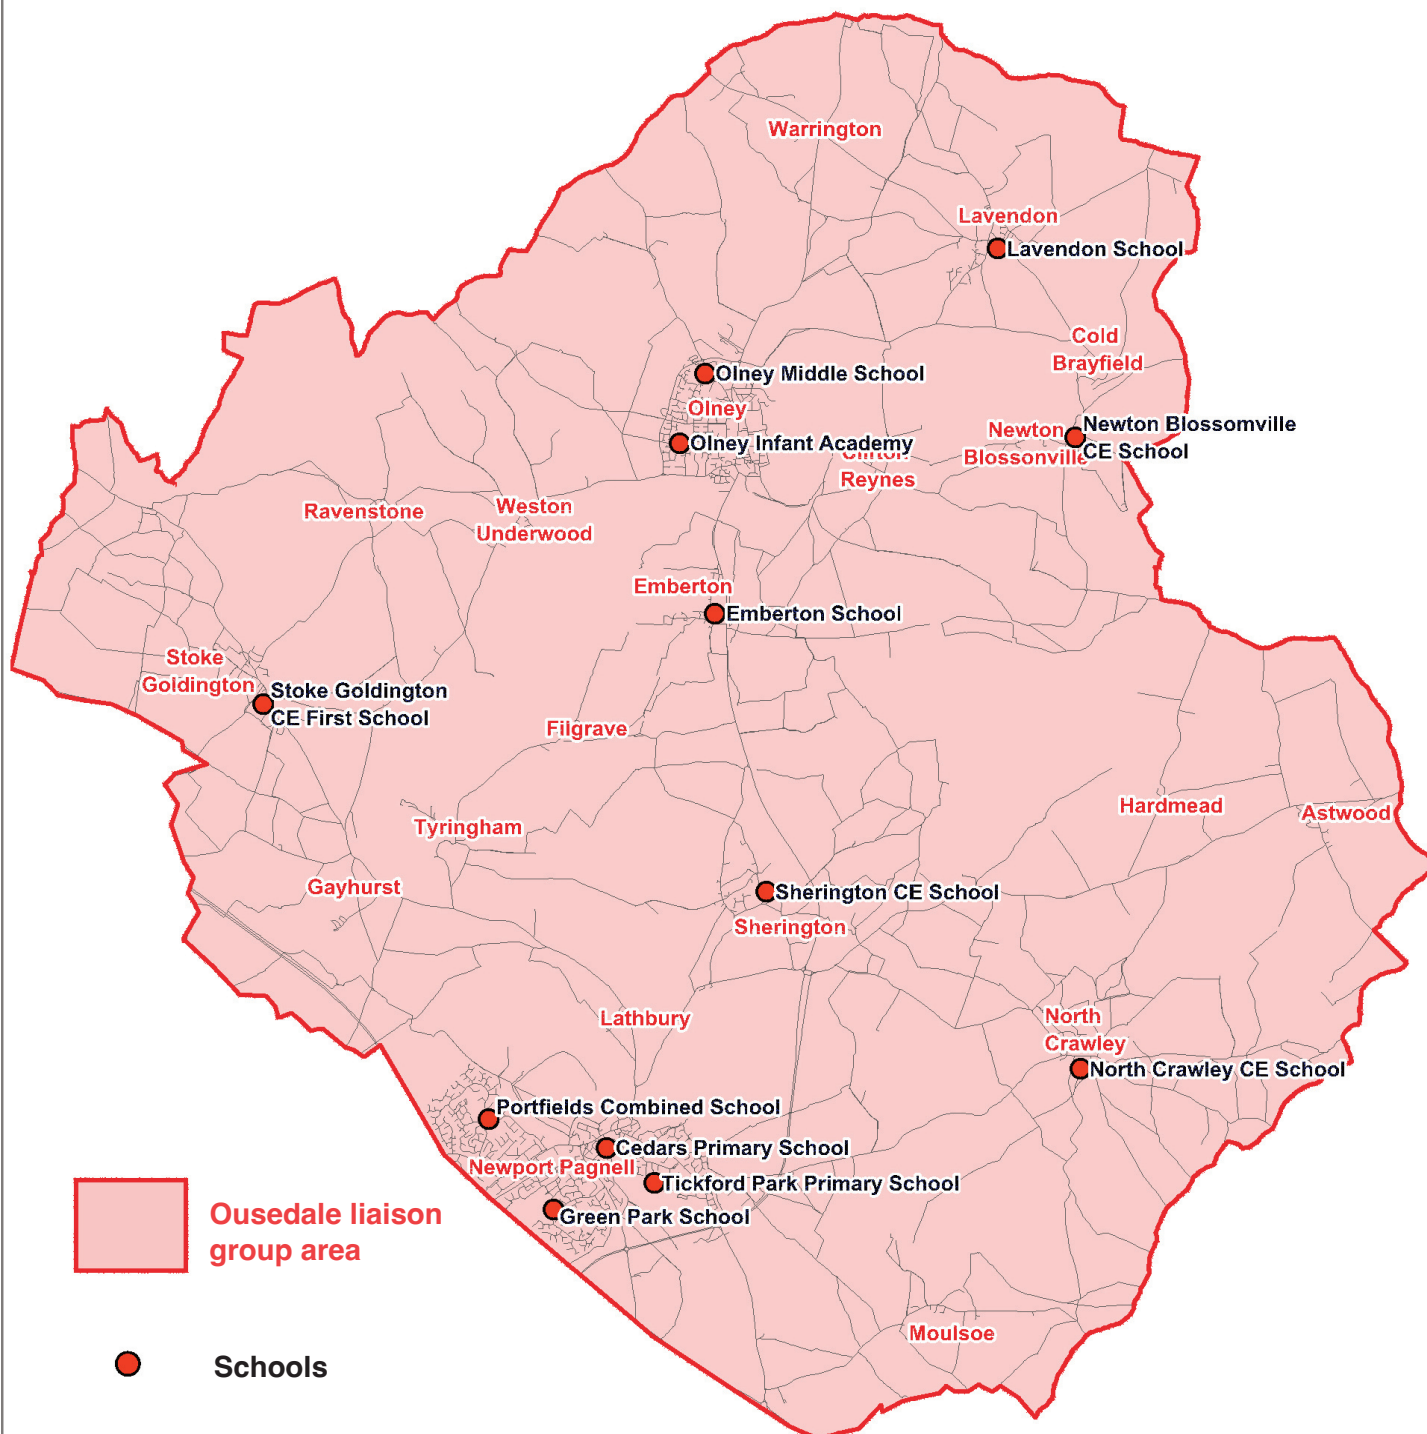 Warrington
Lavendon
Lavendon School
Cold
Brayfield
Olney Middle School
Olney
Newton Blossomville
CE School
Newton
Blossonville
Olney Infant Academy
Clifton
Reynes
Ravenstone
Weston
Underwood
Emberton
Emberton School
Stoke
Goldington
Stoke Goldington
CE First School
Filgrave
Hardmead
Astwood
Tyringham
Gayhurst
Sherington CE School
Sherington
Lathbury
North
Crawley
North Crawley CE School
Portfields Combined School
Cedars Primary School
Newport Pagnell
Tickford Park Primary School
Green Park School
Ousedale liaison
group area
Moulsoe
Schools